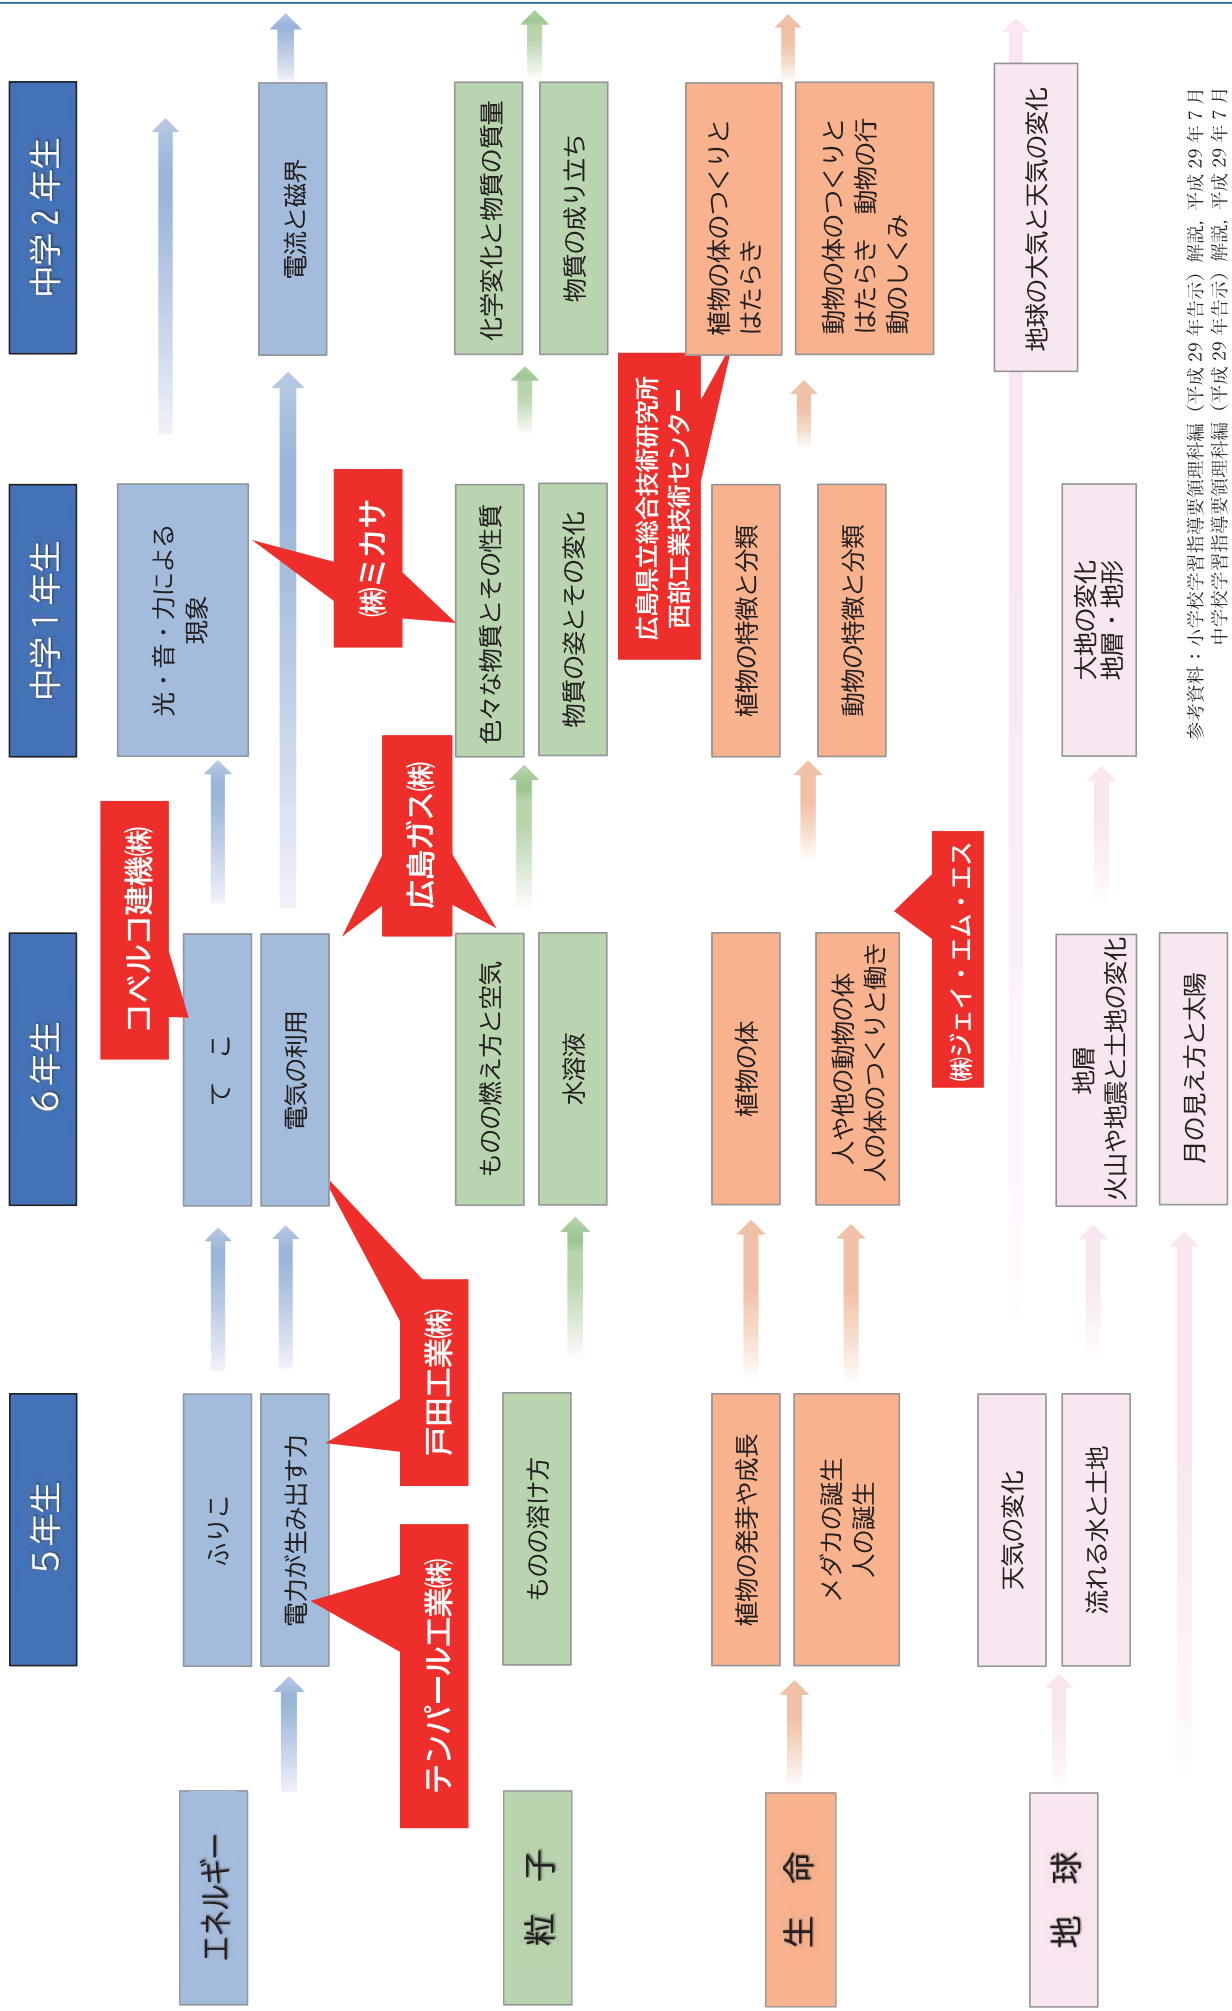 5年生
6年生
中学1年生
中学2年生
エネルギー
ふりこ
電力が生み出す力
テンパール工業㈱
戸田工業㈱
てこ
電気の利用
コベルコ建機㈱
広島ガス㈱
光・音・力による
現象
㈱ミカサ
電流と磁界
粒子
ものの溶け方
ものの燃え方と空気
水溶液
色々な物質とその性質
物質の姿とその変化
化学変化と物質の質量
物質の成り立ち
生命
植物の発芽や成長
メダカの誕生
人の誕生
植物の体
人や他の動物の体
人の体のつくりと働き
㈱ジェイ・エム・エス
植物の特徴と分類
動物の特徴と分類
広島県立総合技術研究所
西部工業技術センター
植物の体のつくりと
はたらき
動物の体のつくりと
はたらき　動物の行
動のしくみ
地球
天気の変化
流れる水と土地
地層
火山や地震と土地の変化
月の見え方と太陽
大地の変化
地層・地形
地球の大気と天気の変化
参考資料：小学校学習指導要領理科編（平成 29 年告示）解説，平成 29 年 7 月
中学校学習指導要領理科編（平成 29 年告示）解説，平成 29 年 7 月